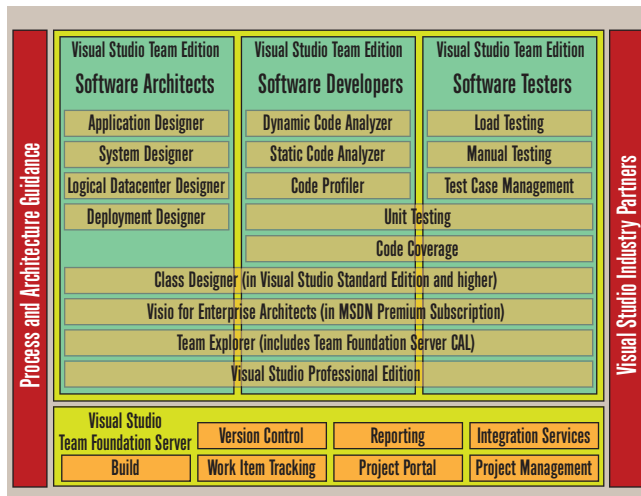 Process and Architecture Guidance
Visual Studio Team Edition
Software Architects
Application Designer
System Designer
Logical Datacenter Designer
Deployment Designer
Visual Studio Team Edition
Software Developers
Dynamic Code Analyzer
Static Code Analyzer
Code Profiler
Visual Studio Team Edition
Software Testers
Load Testing
Manual Testing
Test Case Management
Unit Testing
Code Coverage
Class Designer (in Visual Studio Standard Edition and higher)
Visio for Enterprise Architects (in MSDN Premium Subscription)
Team Explorer (includes Team Foundation Server CAL)
Visual Studio Professional Edition
Visual Studio
Team Foundation Server
Version Control
Reporting
Integration Services
Build
Work Item Tracking
Project Portal
Project Management
Visual Studio Industry Partners